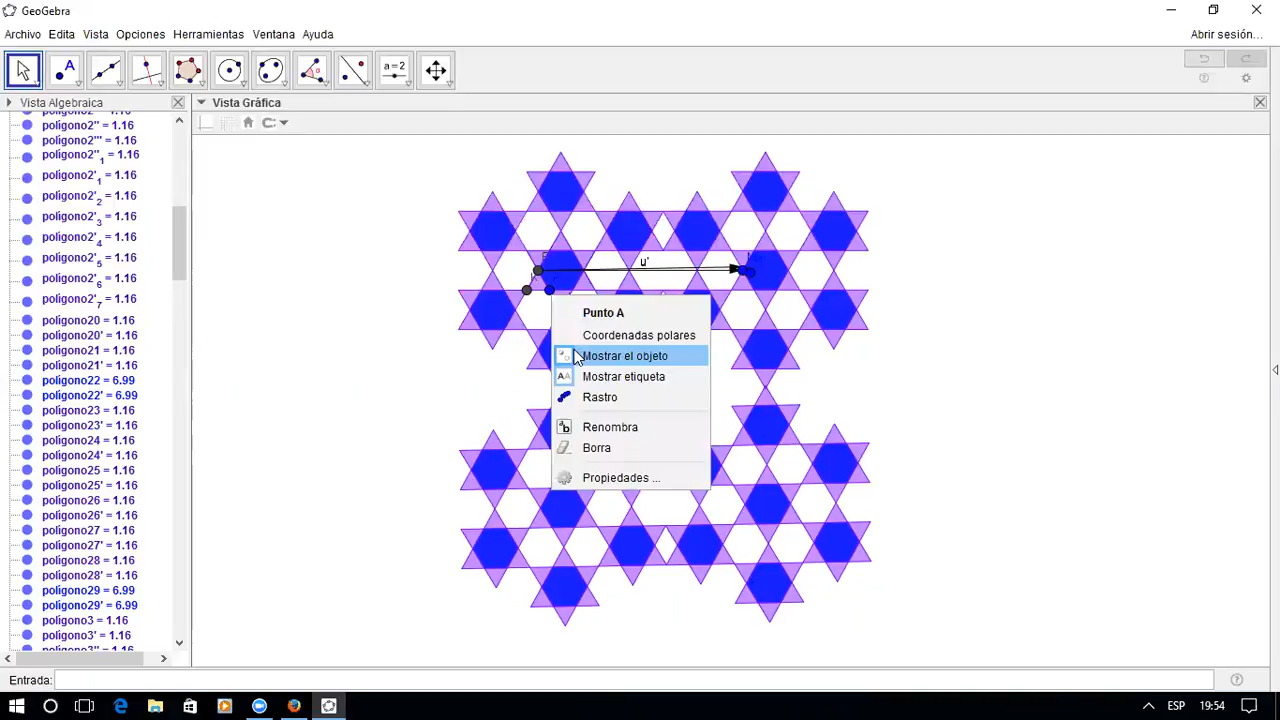 GeoGebra
Archivo Edita Vista Opciones Herramientas Ventana Ayuda
Abrir sesión...
A
a = 2
Vista Algebraica
Vista Gráfica
polígono2'' = 1.16
polígono2''' = 1.16
polígono2''₁ = 1.16
polígono2'₁ = 1.16
polígono2'₂ = 1.16
polígono2'₃ = 1.16
polígono2'₄ = 1.16
polígono2'₅ = 1.16
polígono2'₆ = 1.16
polígono2'₇ = 1.16
polígono20 = 1.16
polígono20' = 1.16
polígono21 = 1.16
polígono21' = 1.16
polígono22 = 6.99
polígono22' = 6.99
polígono23 = 1.16
polígono23' = 1.16
polígono24 = 1.16
polígono24' = 1.16
polígono25 = 1.16
polígono25' = 1.16
polígono26 = 1.16
polígono26' = 1.16
polígono27 = 1.16
polígono27' = 1.16
polígono28 = 1.16
polígono28' = 1.16
polígono29 = 6.99
polígono29' = 6.99
polígono3 = 1.16
polígono3' = 1.16
polígono3'' = 1.16
u'
Punto A
Coordenadas polares
Mostrar el objeto
AA Mostrar etiqueta
Rastro
Renombra
Borra
Propiedades ...
Entrada:
ESP 19:54